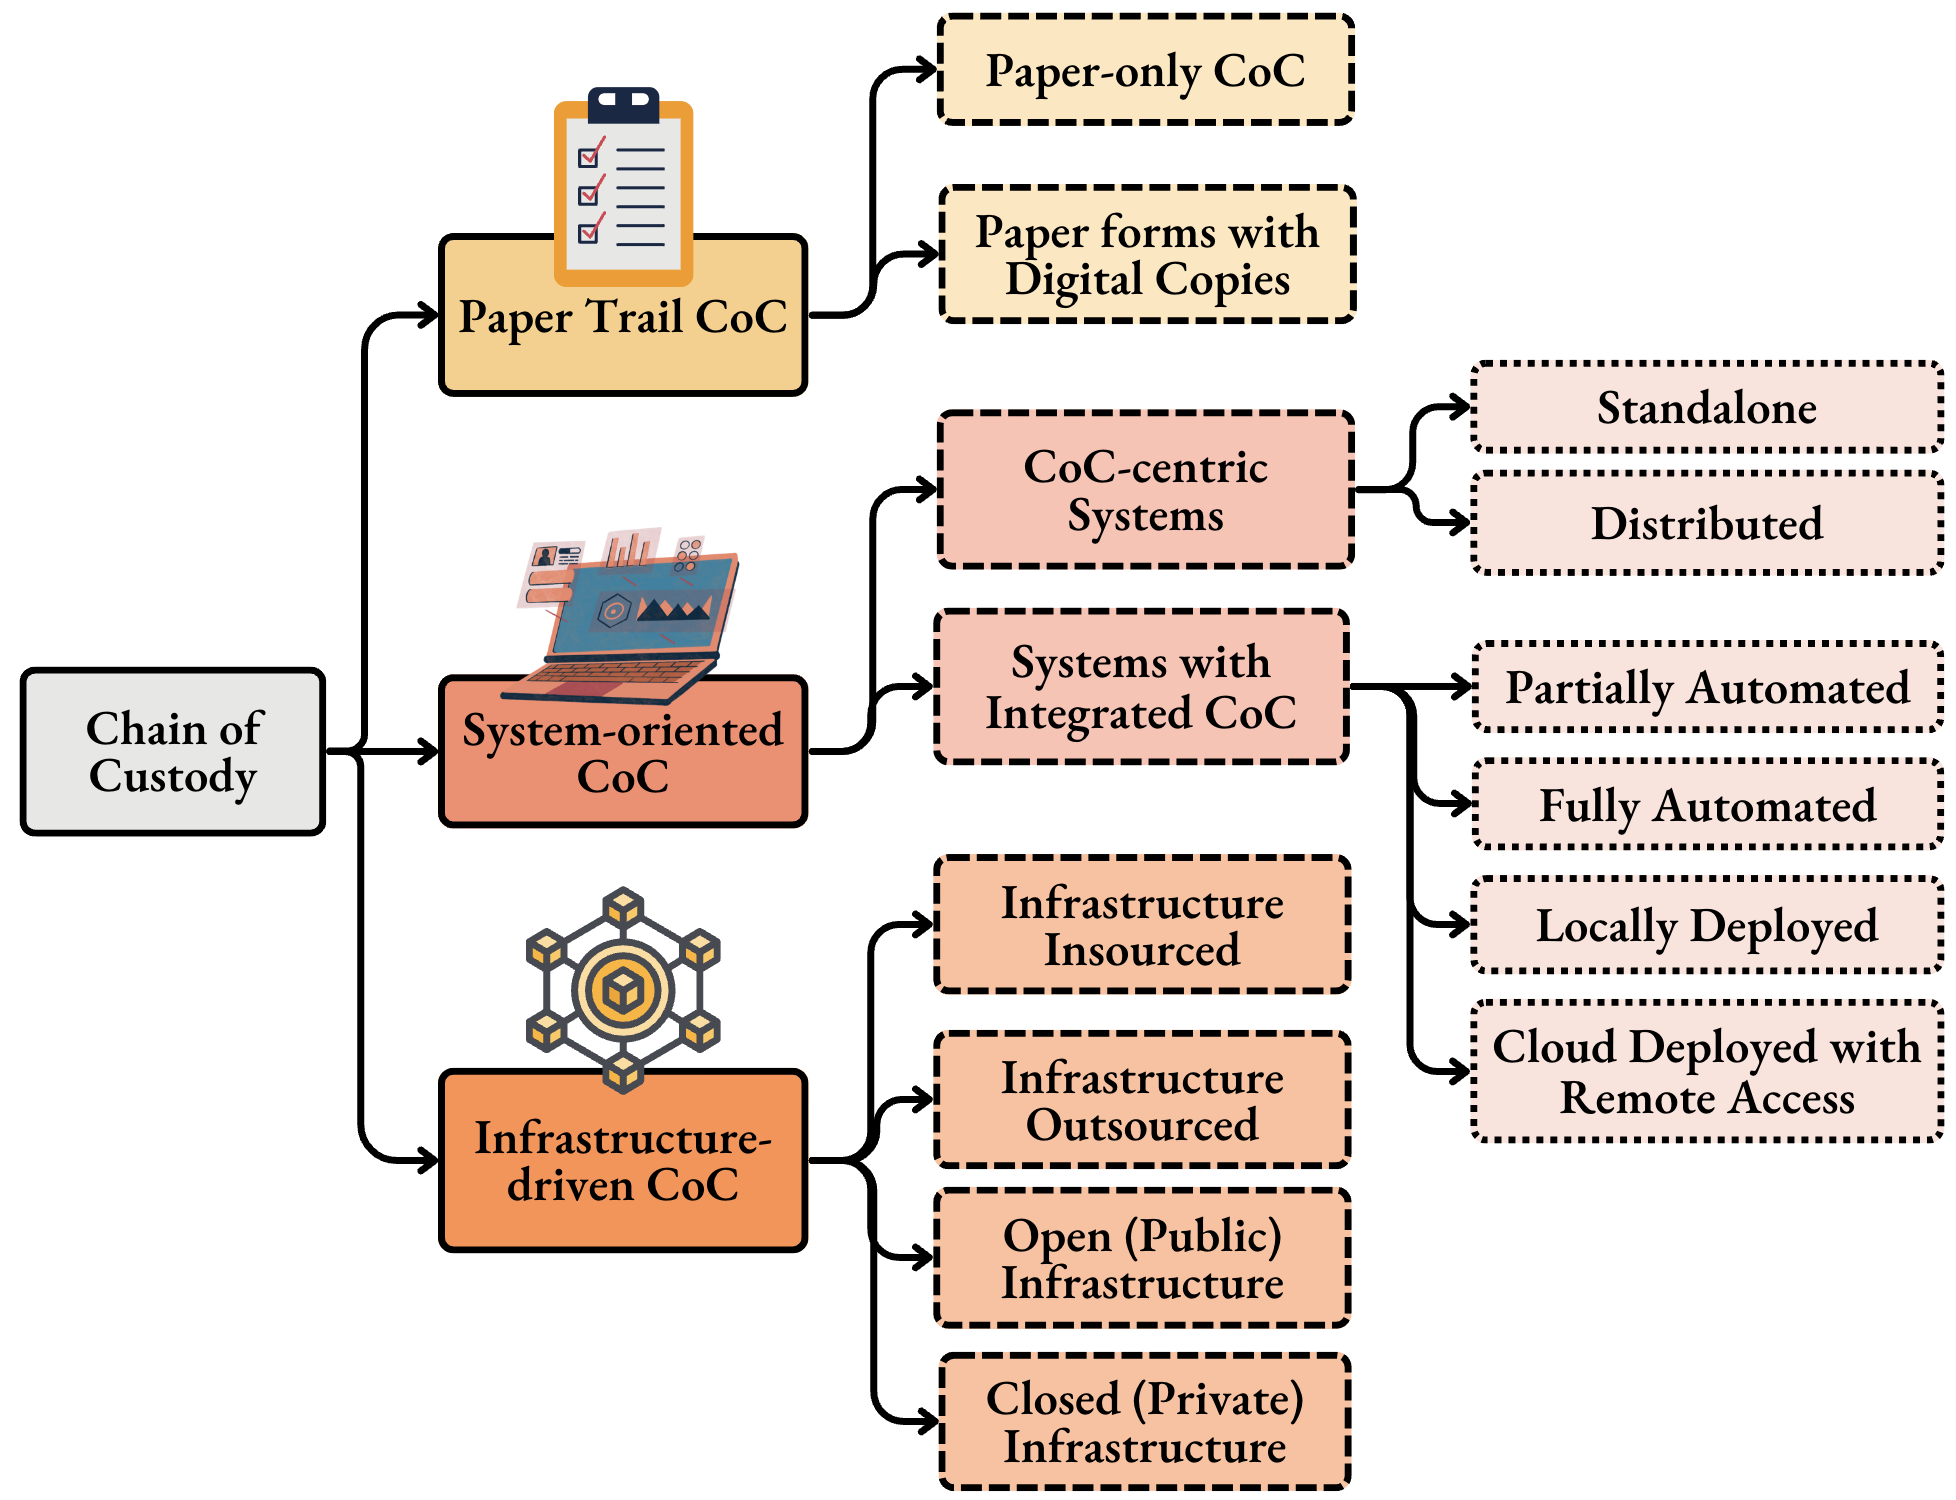 Chain of
Custody
Paper Trail CoC
Paper-only CoC
Paper forms with
Digital Copies
System-oriented
CoC
CoC-centric
Systems
Standalone
Distributed
Systems with
Integrated CoC
Partially Automated
Fully Automated
Locally Deployed
Cloud Deployed with
Remote Access
Infrastructure-
driven CoC
Infrastructure
Insourced
Infrastructure
Outsourced
Open (Public)
Infrastructure
Closed (Private)
Infrastructure